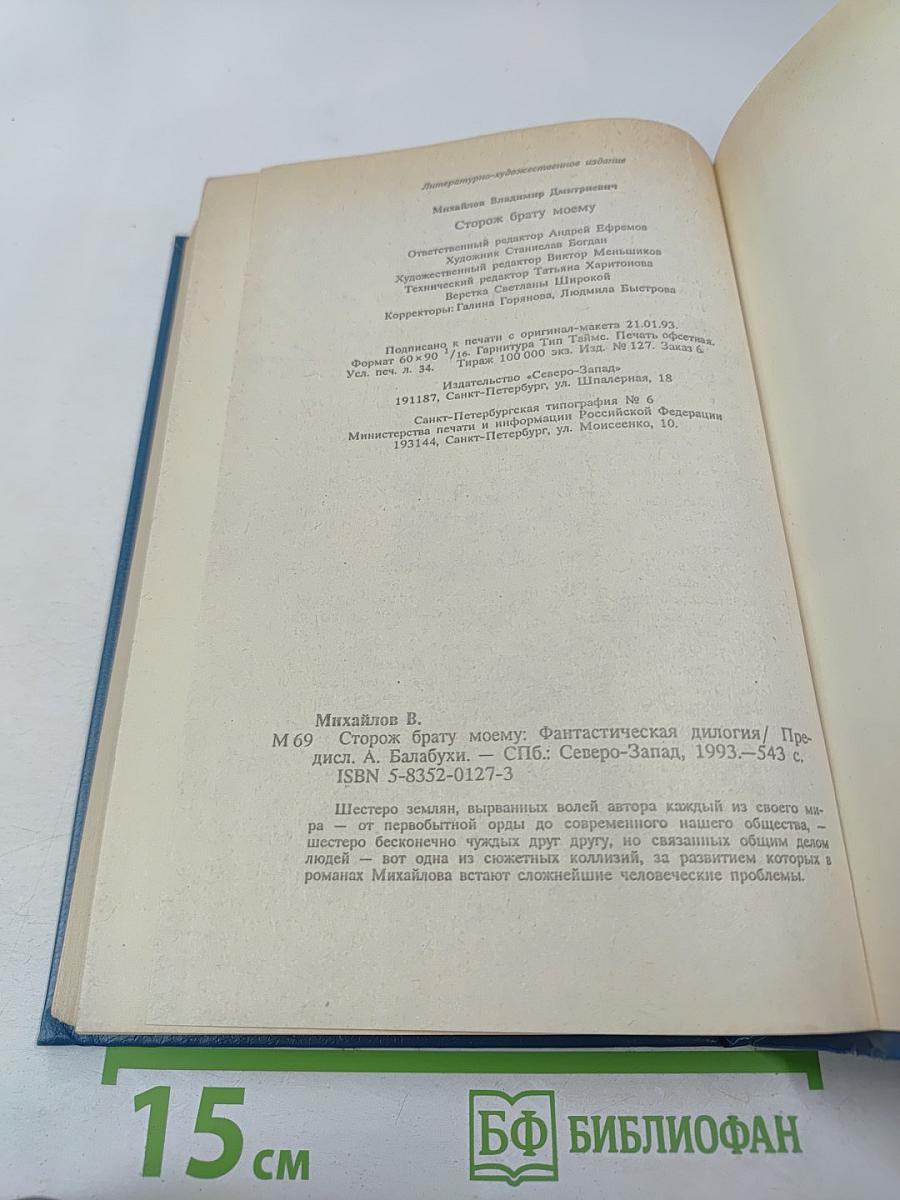 Литературно-художественное издание
Михайлов Владимир Дмитриевич
Сторож брату моему
Ответственный редактор Андрей Ефремов
Художник Станислав Богдан
Художественный редактор Виктор Меньшиков
Технический редактор Татьяна Харитонова
Верстка Светланы Широкой
Корректоры: Галина Горянова, Людмила Быстрова
Подписано к печати с оригинал-макета 21.01.93.
Формат 60×90 1/16. Гарнитура Тип Таймс. Печать офсетная.
Усл. печ. л. 34. Тираж 100 000 экз. Изд. № 127. Заказ 6.
Издательство «Северо-Запад»
191187, Санкт-Петербург, ул. Шпалерная, 18
Санкт-Петербургская типография № 6
Министерства печати и информации Российской Федерации
193144, Санкт-Петербург, ул. Моисеенко, 10.
Михайлов В.
М 69 Сторож брату моему: Фантастическая дилогия/ Пре-
дисл. А. Балабухи. — СПб.: Северо-Запад, 1993.—543 с.
ISBN 5-8352-0127-3
Шестеро землян, вырванных волей автора каждый из своего ми-
ра — от первобытной орды до современного нашего общества, —
шестеро бесконечно чуждых друг другу, но связанных общим делом
людей — вот одна из сюжетных коллизий, за развитием которых в
романах Михайлова встают сложнейшие человеческие проблемы.
15 см
БФ БИБЛИОФАН